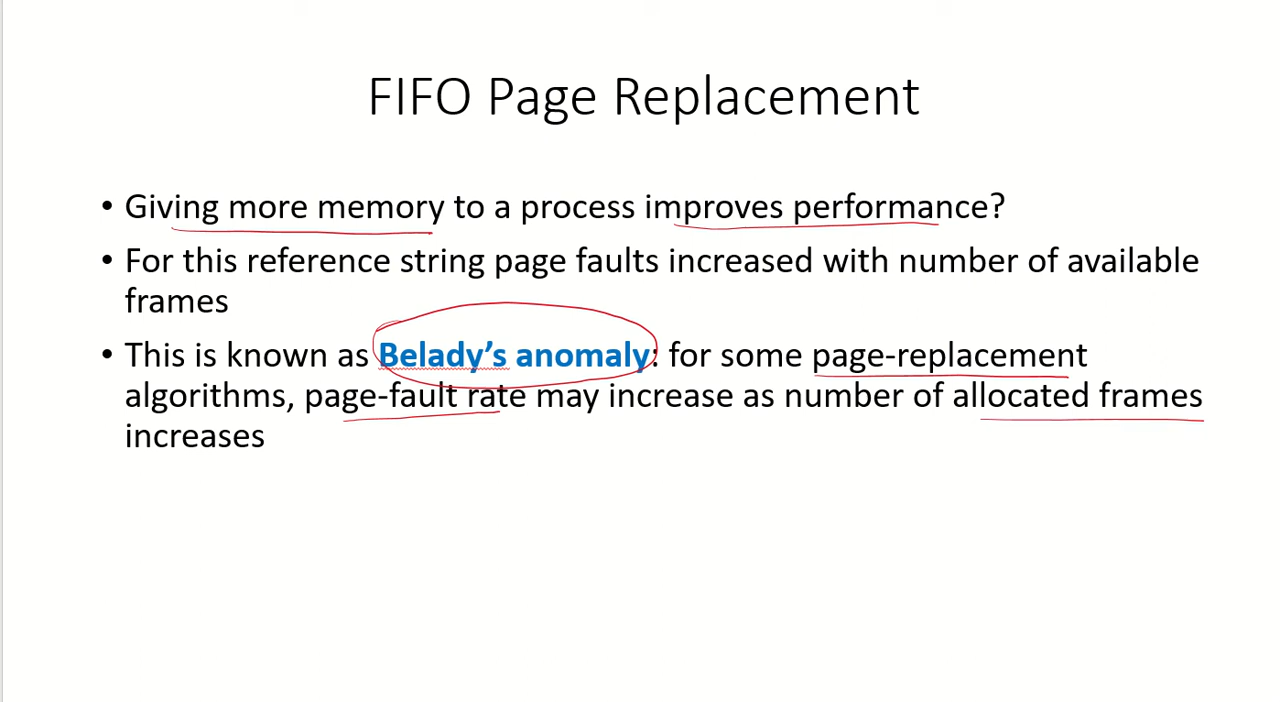 FIFO Page Replacement
• Giving more memory to a process improves performance?
• For this reference string page faults increased with number of available
frames
• This is known as Belady’s anomaly: for some page-replacement
algorithms, page-fault rate may increase as number of allocated frames
increases